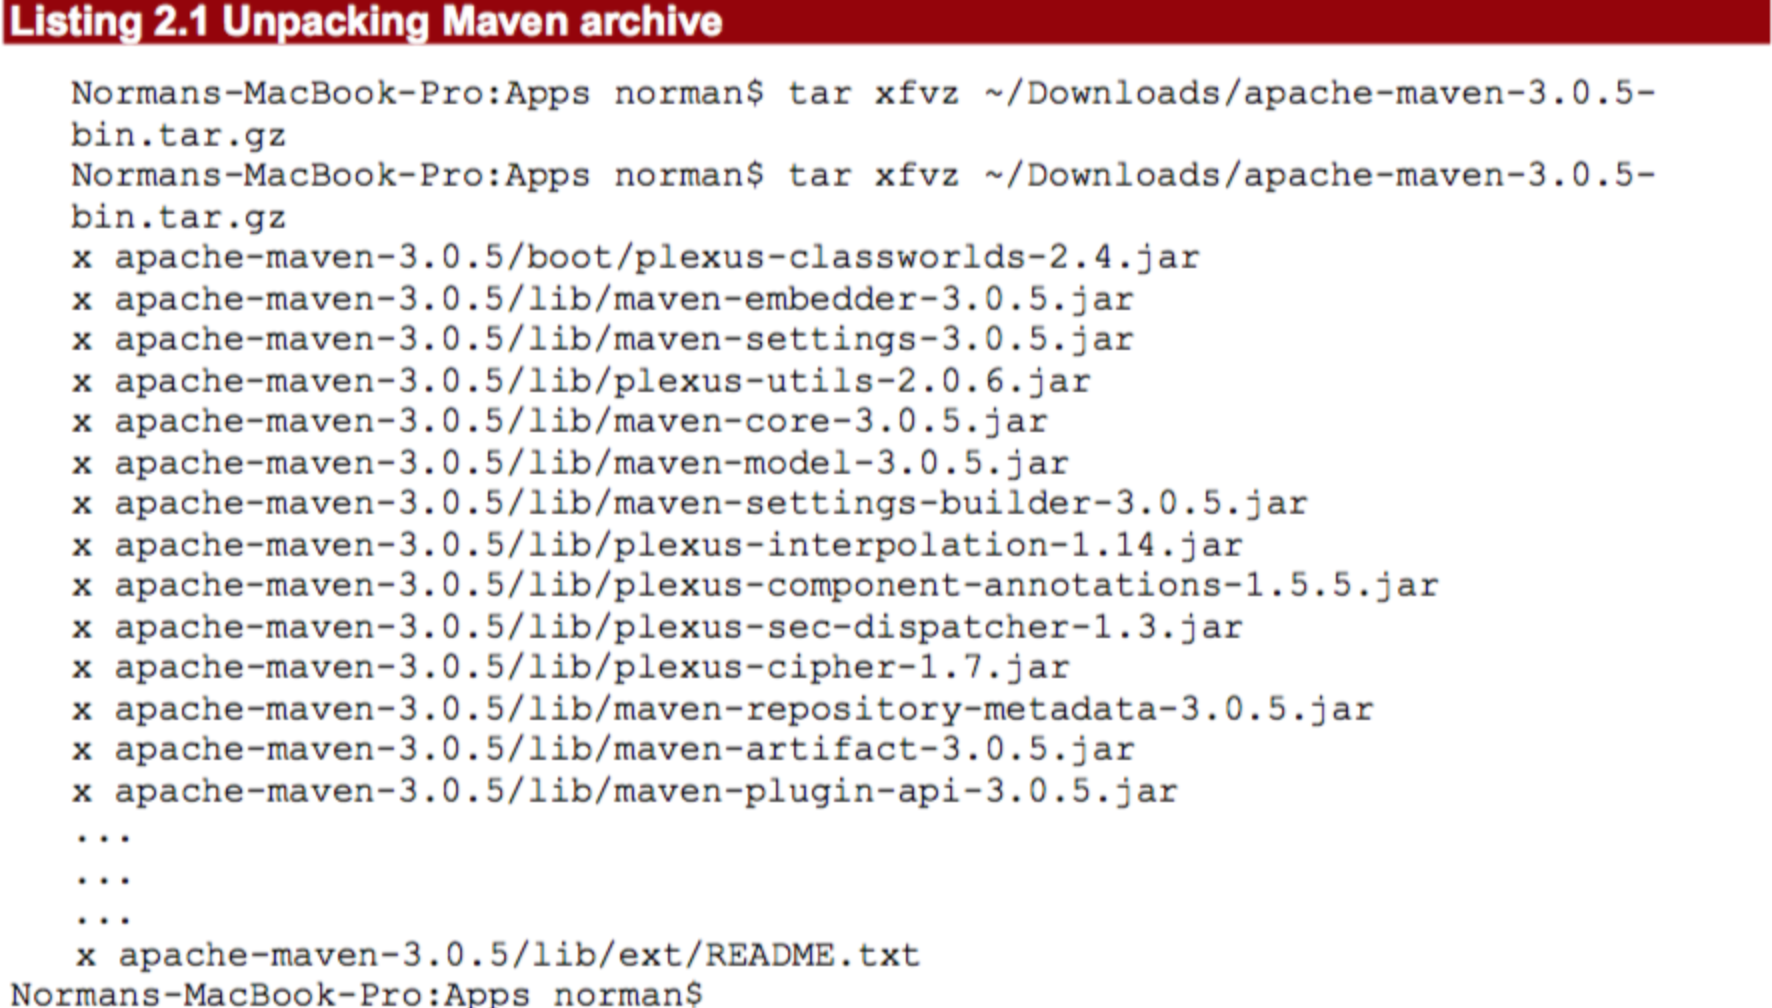 Listing 2.1 Unpacking Maven archive
Normans-MacBook-Pro:Apps norman$ tar xfvz ~/Downloads/apache-maven-3.0.5-
bin.tar.gz
Normans-MacBook-Pro:Apps norman$ tar xfvz ~/Downloads/apache-maven-3.0.5-
bin.tar.gz
x apache-maven-3.0.5/boot/plexus-classworlds-2.4.jar
x apache-maven-3.0.5/lib/maven-embedder-3.0.5.jar
x apache-maven-3.0.5/lib/maven-settings-3.0.5.jar
x apache-maven-3.0.5/lib/plexus-utils-2.0.6.jar
x apache-maven-3.0.5/lib/maven-core-3.0.5.jar
x apache-maven-3.0.5/lib/maven-model-3.0.5.jar
x apache-maven-3.0.5/lib/maven-settings-builder-3.0.5.jar
x apache-maven-3.0.5/lib/plexus-interpolation-1.14.jar
x apache-maven-3.0.5/lib/plexus-component-annotations-1.5.5.jar
x apache-maven-3.0.5/lib/plexus-sec-dispatcher-1.3.jar
x apache-maven-3.0.5/lib/plexus-cipher-1.7.jar
x apache-maven-3.0.5/lib/maven-repository-metadata-3.0.5.jar
x apache-maven-3.0.5/lib/maven-artifact-3.0.5.jar
x apache-maven-3.0.5/lib/maven-plugin-api-3.0.5.jar
...
...
...
x apache-maven-3.0.5/lib/ext/README.txt
Normans-MacBook-Pro:Apps norman$